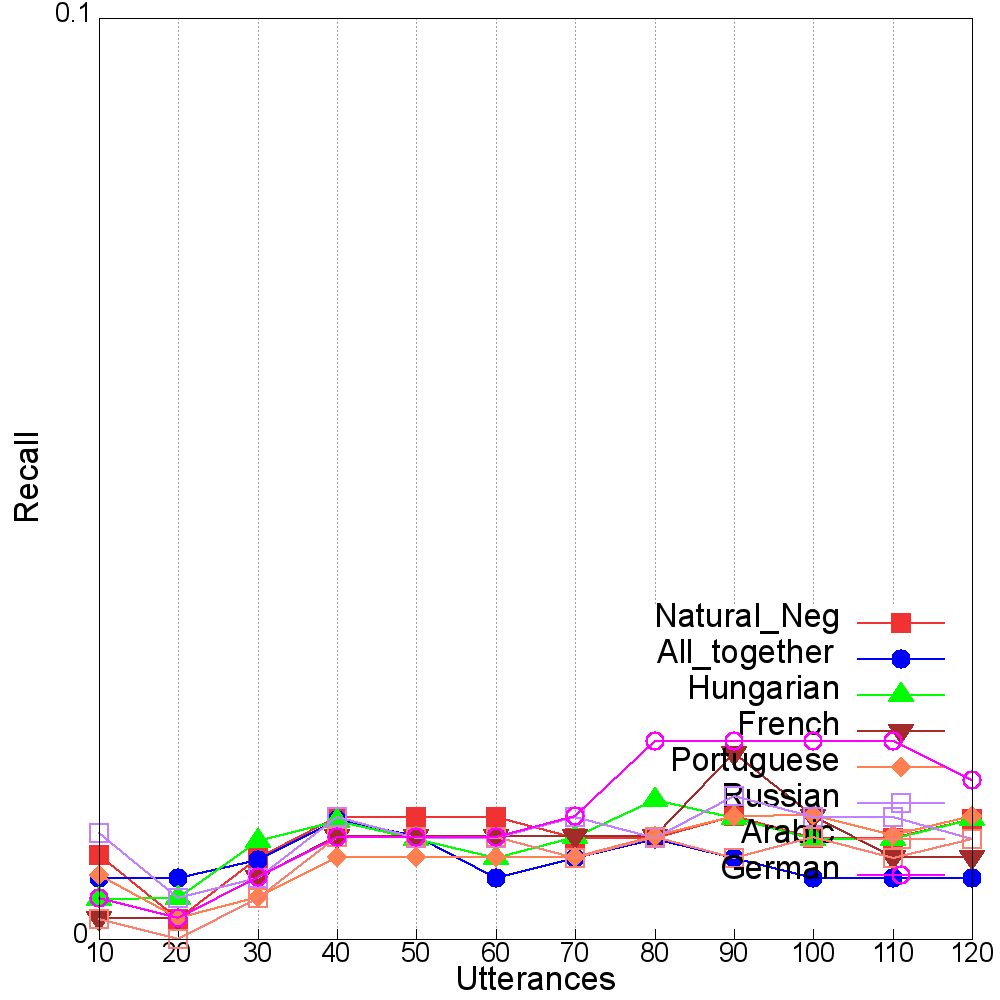 0.1
Recall
Natural_Neg
All_together
Hungarian
French
Portuguese
Russian
Arabic
German
0
10 20 30 40 50 60 70 80 90 100 110 120
Utterances